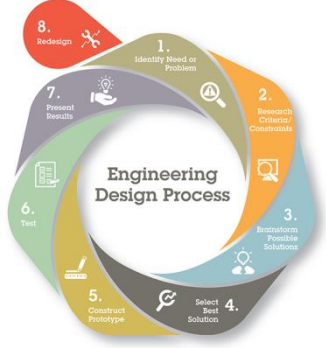 8.
Redesign
1.
Identify Need or
Problem
2.
Research
Criteria/
Constraints
3.
Brainstorm
Possible
Solutions
Select
Best
Solution
4.
5.
Construct
Prototype
6.
Test
7.
Present
Results
Engineering
Design Process